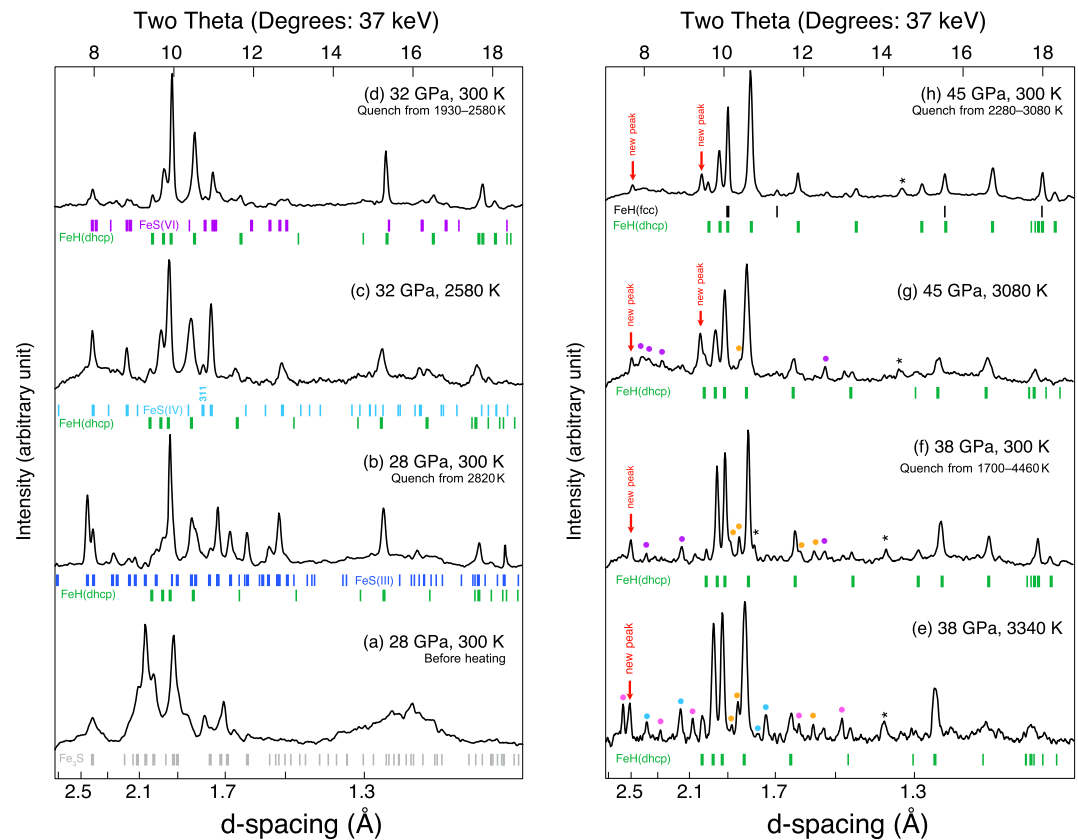 Two Theta (Degrees: 37 keV)
8 10 12 14 16 18
(d) 32 GPa, 300 K
Quench from 1930–2580 K
FeS(VI)
FeH(dhcp)
(c) 32 GPa, 2580 K
311
FeS(IV)
FeH(dhcp)
(b) 28 GPa, 300 K
Quench from 2820 K
FeS(III)
FeH(dhcp)
(a) 28 GPa, 300 K
Before heating
Fe3S
2.5 2.1 1.7 1.3
d-spacing (Å)
Intensity (arbitrary unit)
Two Theta (Degrees: 37 keV)
8 10 12 14 16 18
(h) 45 GPa, 300 K
Quench from 2280–3080 K
new peak
new peak
*
FeH(fcc)
FeH(dhcp)
(g) 45 GPa, 3080 K
new peak
new peak
*
FeH(dhcp)
(f) 38 GPa, 300 K
Quench from 1700–4460 K
new peak
* *
FeH(dhcp)
(e) 38 GPa, 3340 K
new peak
*
FeH(dhcp)
2.5 2.1 1.7 1.3
d-spacing (Å)
Intensity (arbitrary unit)